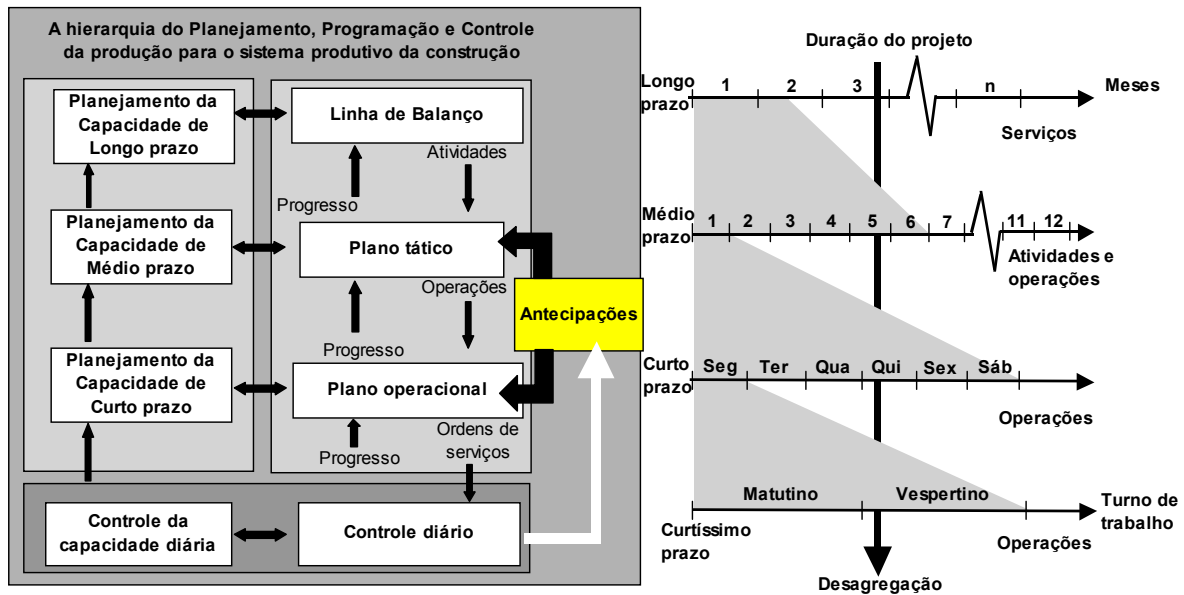 A hierarquia do Planejamento, Programação e Controle
da produção para o sistema produtivo da construção
Planejamento da
Capacidade de
Longo prazo
Linha de Balanço
Atividades
Progresso
Planejamento da
Capacidade de
Médio prazo
Plano tático
Operações
Antecipações
Progresso
Planejamento da
Capacidade de
Curto prazo
Plano operacional
Ordens de
serviços
Progresso
Controle da
capacidade diária
Controle diário
Duração do projeto
Longo
prazo
1 2 3 n
Meses
Serviços
Médio
prazo
1 2 3 4 5 6 7 11 12
Atividades e
operações
Curto
prazo
Seg Ter Qua Qui Sex Sáb
Operações
Matutino Vespertino
Turno de
trabalho
Curtíssimo
prazo
Operações
Desagregação